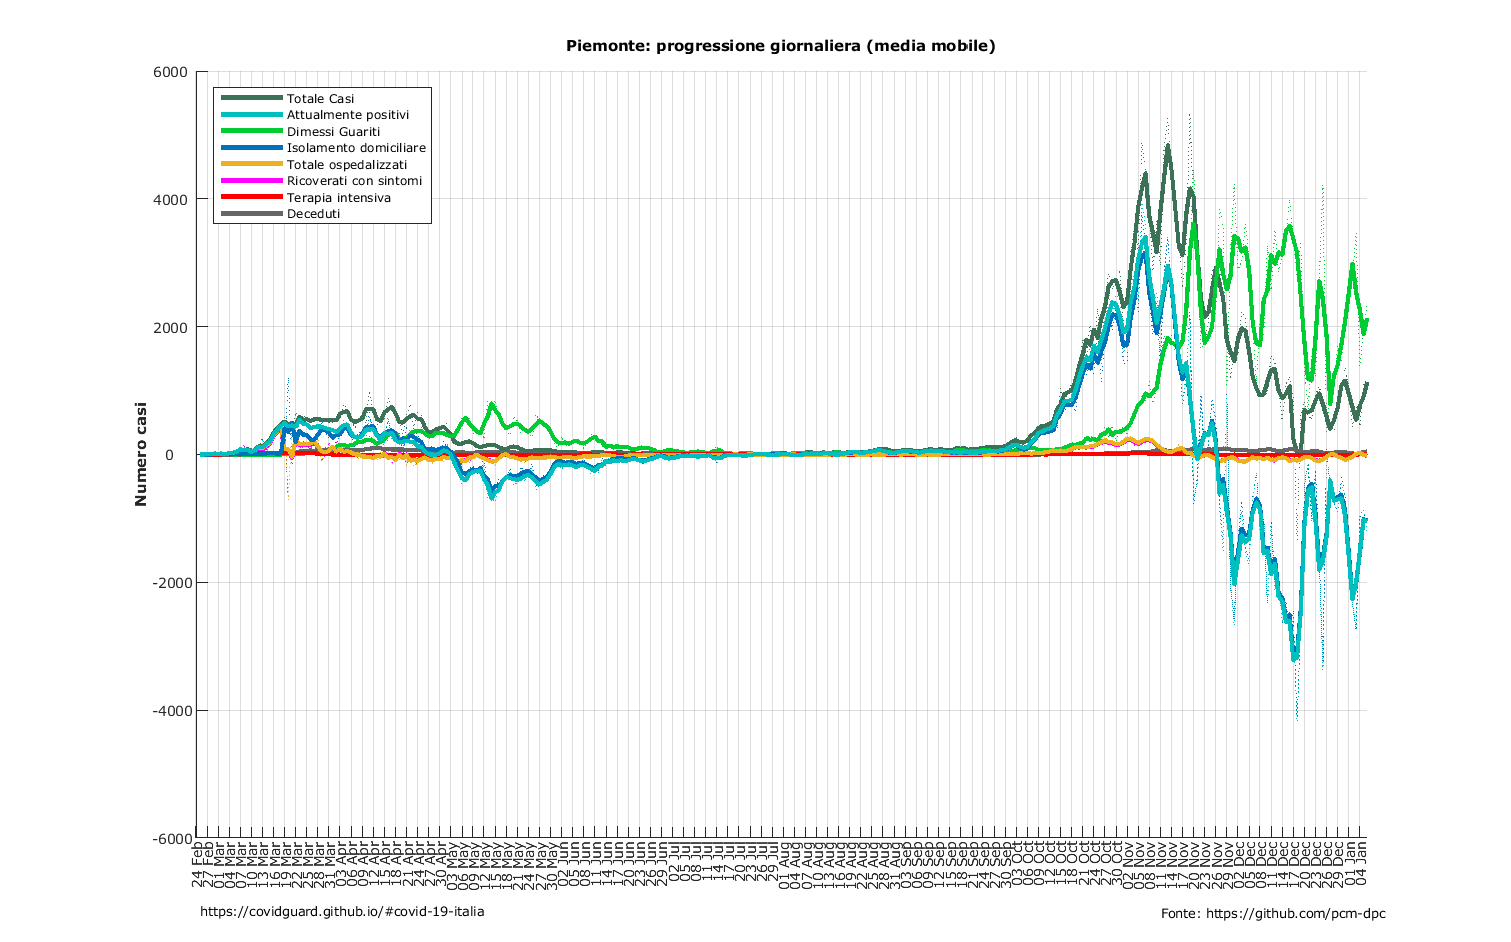 Piemonte: progressione giornaliera (media mobile)
6000
4000
2000
0
-2000
-4000
-6000
Numero casi
Totale Casi
Attualmente positivi
Dimessi Guariti
Isolamento domiciliare
Totale ospedalizzati
Ricoverati con sintomi
Terapia intensiva
Deceduti
24 Feb
27 Feb
01 Mar
04 Mar
07 Mar
10 Mar
13 Mar
16 Mar
19 Mar
22 Mar
25 Mar
28 Mar
31 Mar
03 Apr
06 Apr
09 Apr
12 Apr
15 Apr
18 Apr
21 Apr
24 Apr
27 Apr
30 Apr
03 May
06 May
09 May
12 May
15 May
18 May
21 May
24 May
27 May
30 May
02 Jun
05 Jun
08 Jun
11 Jun
14 Jun
17 Jun
20 Jun
23 Jun
26 Jun
29 Jun
02 Jul
05 Jul
08 Jul
11 Jul
14 Jul
17 Jul
20 Jul
23 Jul
26 Jul
29 Jul
01 Aug
04 Aug
07 Aug
10 Aug
13 Aug
16 Aug
19 Aug
22 Aug
25 Aug
28 Aug
31 Aug
03 Sep
06 Sep
09 Sep
12 Sep
15 Sep
18 Sep
21 Sep
24 Sep
27 Sep
30 Sep
03 Oct
06 Oct
09 Oct
12 Oct
15 Oct
18 Oct
21 Oct
24 Oct
27 Oct
30 Oct
02 Nov
05 Nov
08 Nov
11 Nov
14 Nov
17 Nov
20 Nov
23 Nov
26 Nov
29 Nov
02 Dec
05 Dec
08 Dec
11 Dec
14 Dec
17 Dec
20 Dec
23 Dec
26 Dec
29 Dec
01 Jan
04 Jan
https://covidguard.github.io/#covid-19-italia
Fonte: https://github.com/pcm-dpc